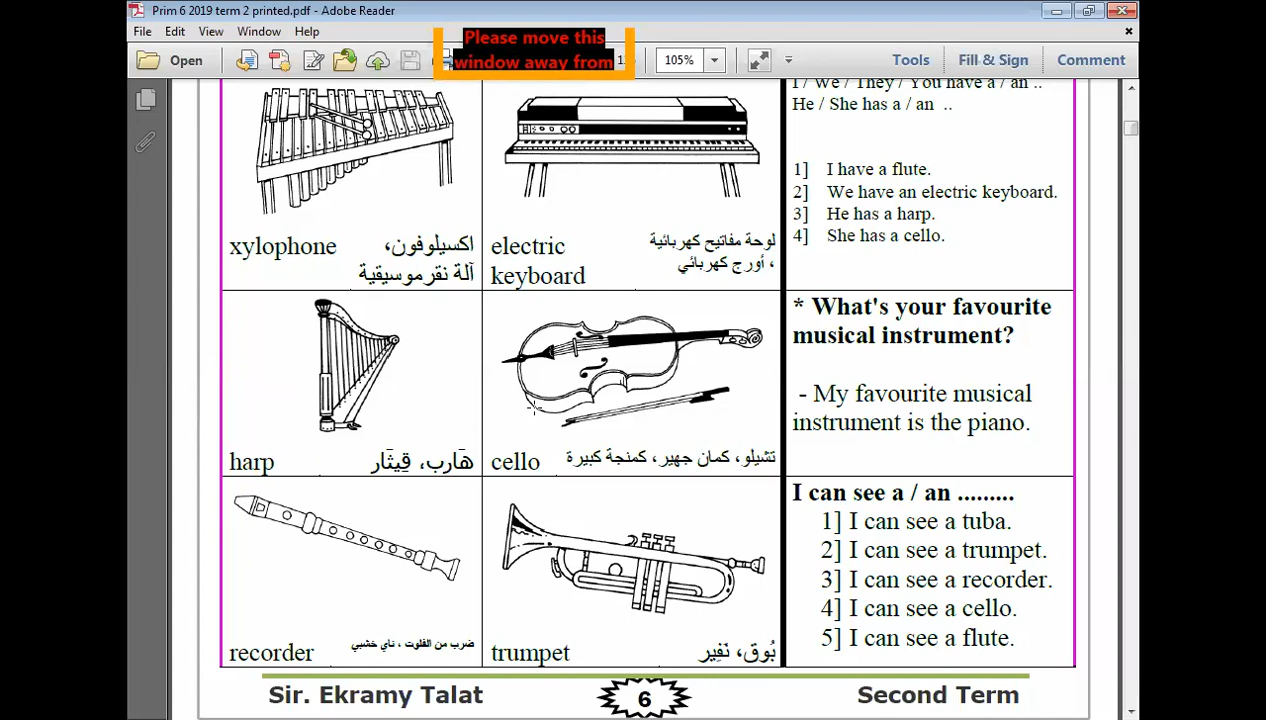 Prim 6 2019 term 2 printed.pdf - Adobe Reader
File Edit View Window Help
Open
Please move this
window away from
105%
Tools Fill & Sign Comment
I / We / They / You have a / an ..
He / She has a / an ..
1] I have a flute.
2] We have an electric keyboard.
3] He has a harp.
4] She has a cello.
xylophone
اكسيلوفون،
آلة نقرموسيقية
electric
keyboard
لوحة مفاتيح كهربائية
، أورج كهربائي
* What's your favourite
musical instrument?
- My favourite musical
instrument is the piano.
harp
هَارب، قِيثَار
cello
تشيلو، كمان جهير، كمنجة كبيرة
I can see a / an .........
1] I can see a tuba.
2] I can see a trumpet.
3] I can see a recorder.
4] I can see a cello.
5] I can see a flute.
recorder
ضرب من الفلوت ، ناي خشبي
trumpet
بُوق، نَفِير
Sir. Ekramy Talat
6
Second Term